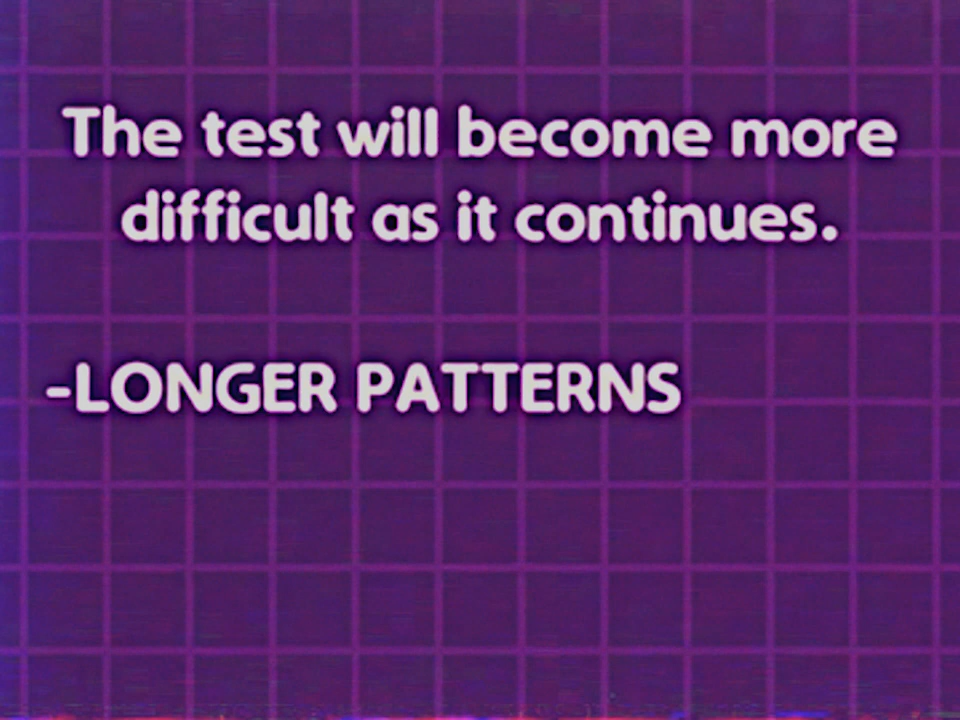 The test will become more
difficult as it continues.
-LONGER PATTERNS